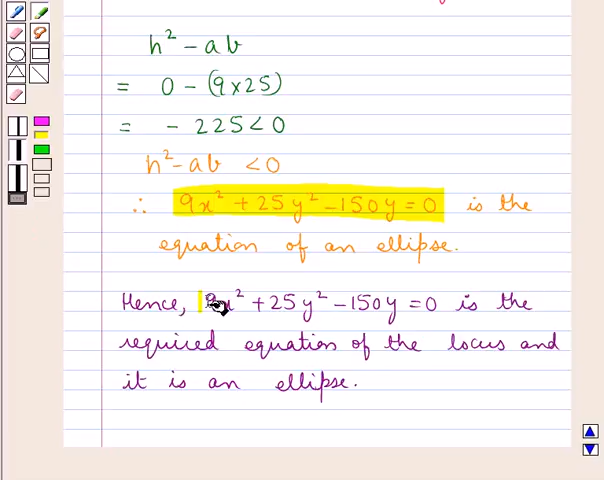 h² - ab
= 0 - (9×25)
= - 225 < 0
h² - ab < 0
∴ 9x² + 25y² - 150y = 0 is the
equation of an ellipse.
Hence, 9x² + 25y² - 150y = 0 is the
required equation of the locus and
it is an ellipse.